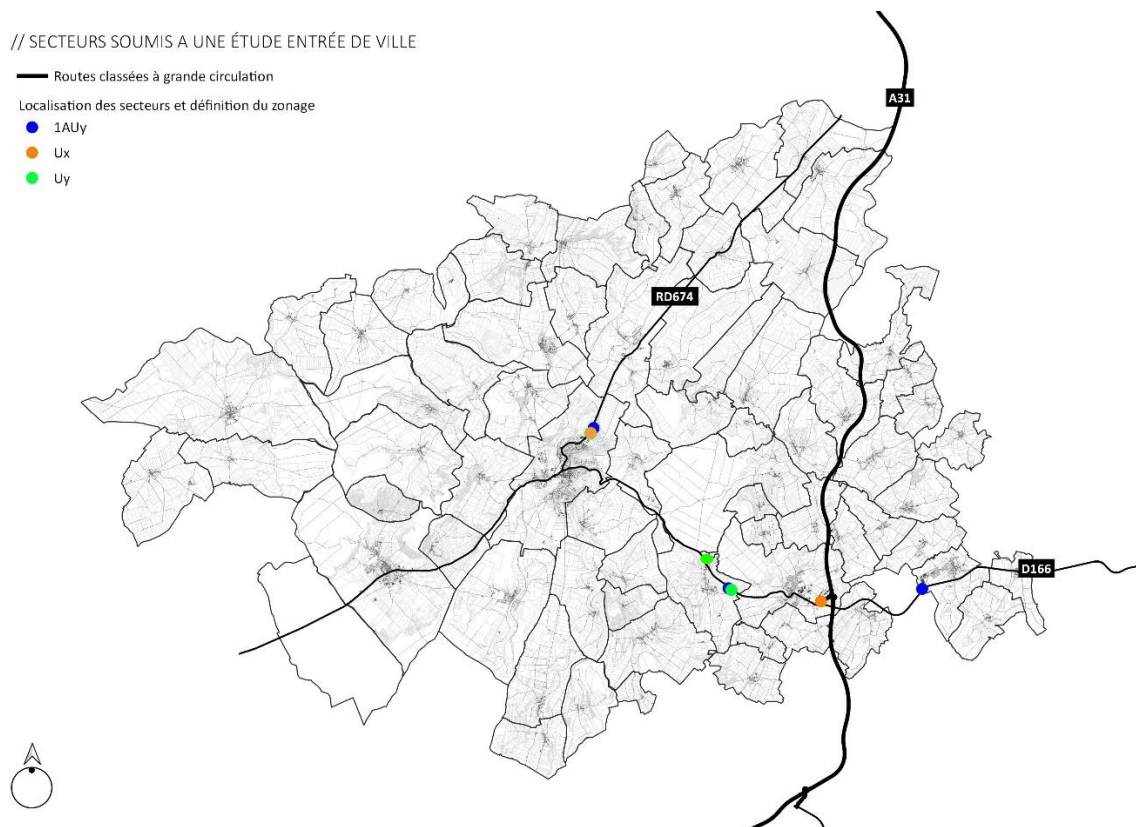 // SECTEURS SOUMIS A UNE ÉTUDE ENTRÉE DE VILLE
Routes classées à grande circulation
Localisation des secteurs et définition du zonage
1AUy
Ux
Uy
A31
RD674
D166